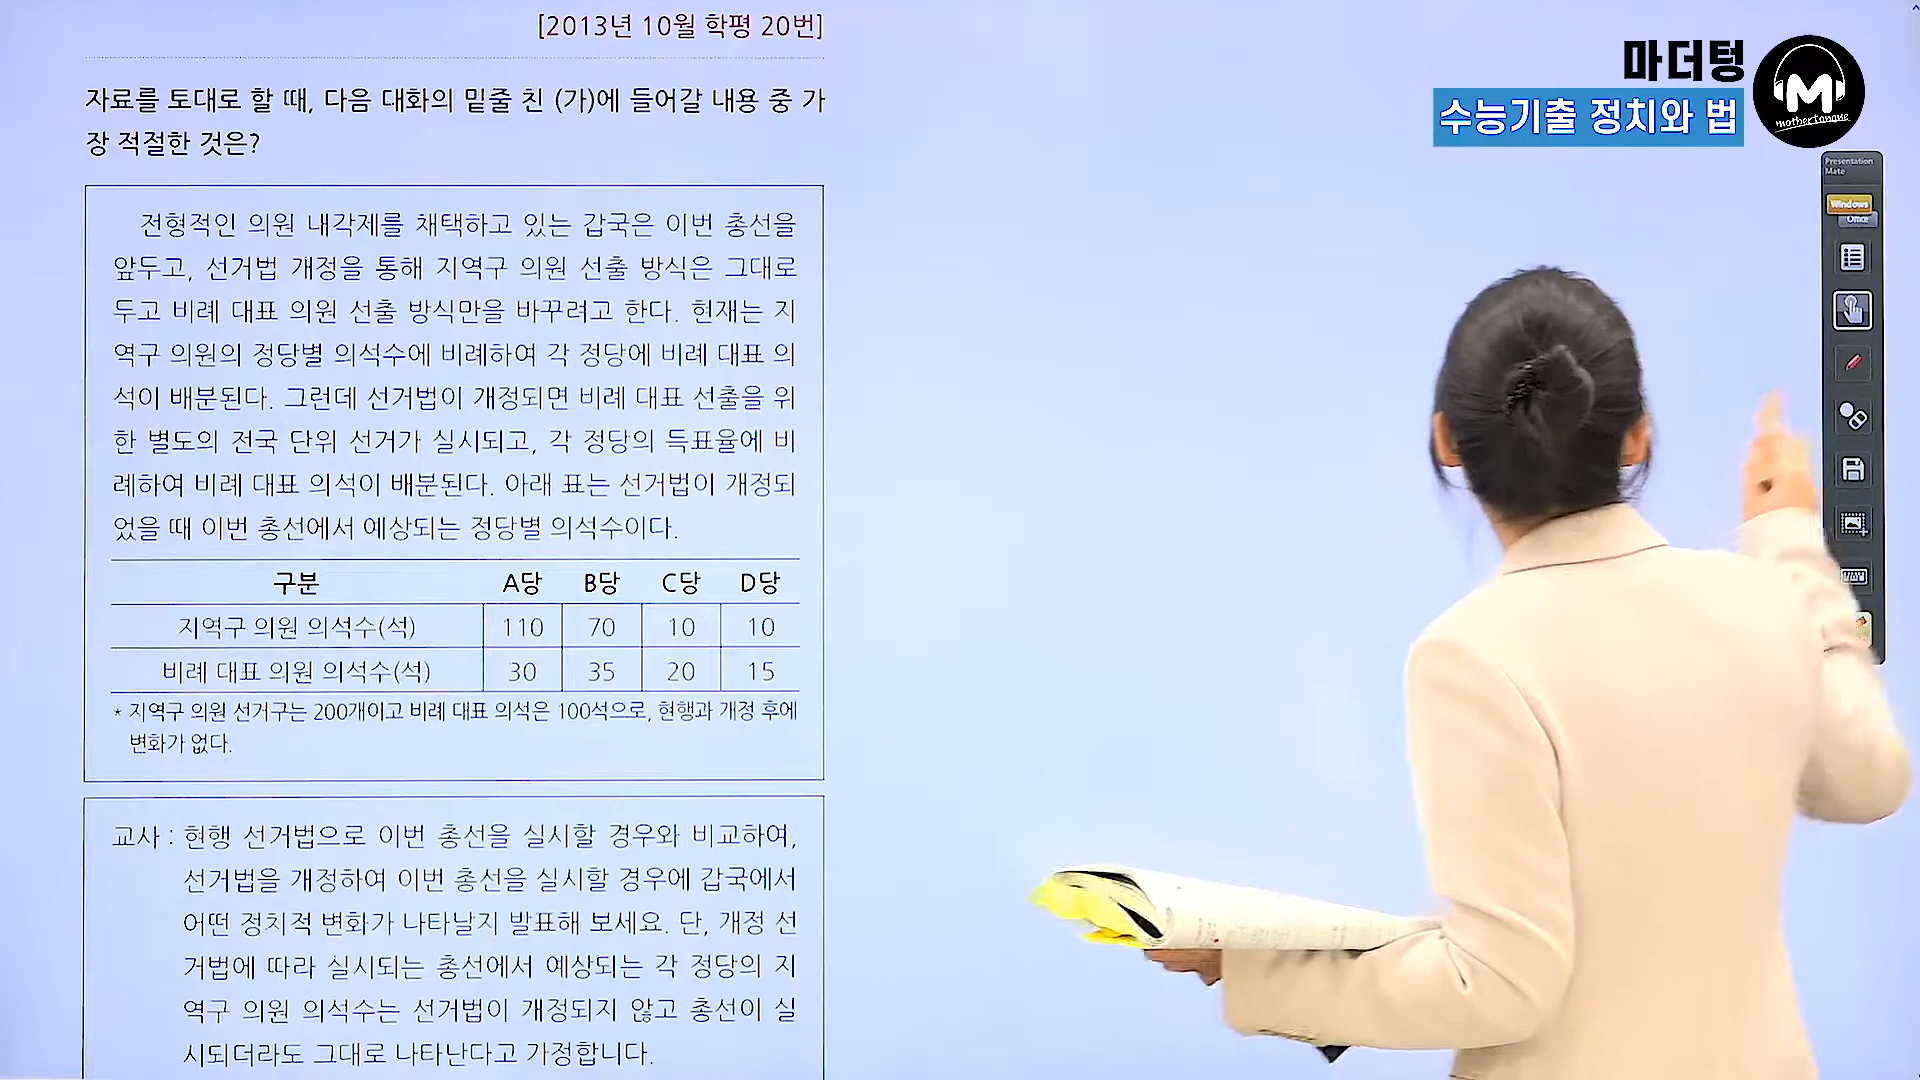 [2013년 10월 학평 20번]
자료를 토대로 할 때, 다음 대화의 밑줄 친 (가)에 들어갈 내용 중 가
장 적절한 것은?
전형적인 의원 내각제를 채택하고 있는 갑국은 이번 총선을
앞두고, 선거법 개정을 통해 지역구 의원 선출 방식은 그대로
두고 비례 대표 의원 선출 방식만을 바꾸려고 한다. 현재는 지
역구 의원의 정당별 의석수에 비례하여 각 정당에 비례 대표 의
석이 배분된다. 그런데 선거법이 개정되면 비례 대표 선출을 위
한 별도의 전국 단위 선거가 실시되고, 각 정당의 득표율에 비
례하여 비례 대표 의석이 배분된다. 아래 표는 선거법이 개정되
었을 때 이번 총선에서 예상되는 정당별 의석수이다.
구분 A당 B당 C당 D당
지역구 의원 의석수(석) 110 70 10 10
비례 대표 의원 의석수(석) 30 35 20 15
* 지역구 의원 선거구는 200개이고 비례 대표 의석은 100석으로, 현행과 개정 후에
변화가 없다.
교사 : 현행 선거법으로 이번 총선을 실시할 경우와 비교하여,
선거법을 개정하여 이번 총선을 실시할 경우에 갑국에서
어떤 정치적 변화가 나타날지 발표해 보세요. 단, 개정 선
거법에 따라 실시되는 총선에서 예상되는 각 정당의 지
역구 의원 의석수는 선거법이 개정되지 않고 총선이 실
시되더라도 그대로 나타난다고 가정합니다.
마더텅
수능기출 정치와 법
M
mothertongue
Presentation
Mate
Windows
Office